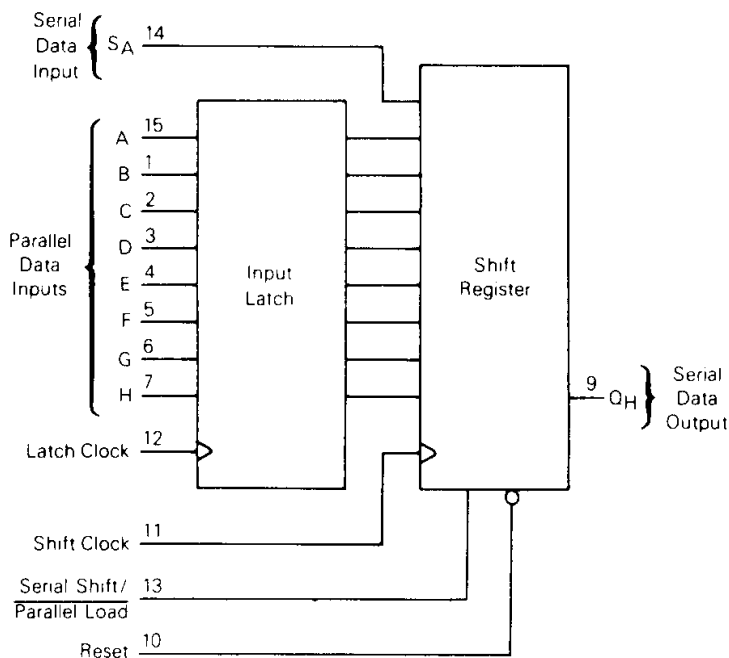 Serial
Data
Input
SA 14
Parallel
Data
Inputs
A 15
B 1
C 2
D 3
E 4
F 5
G 6
H 7
Input
Latch
Shift
Register
9 QH
Serial
Data
Output
Latch Clock 12
Shift Clock 11
Serial Shift/ 13
Parallel Load
Reset 10